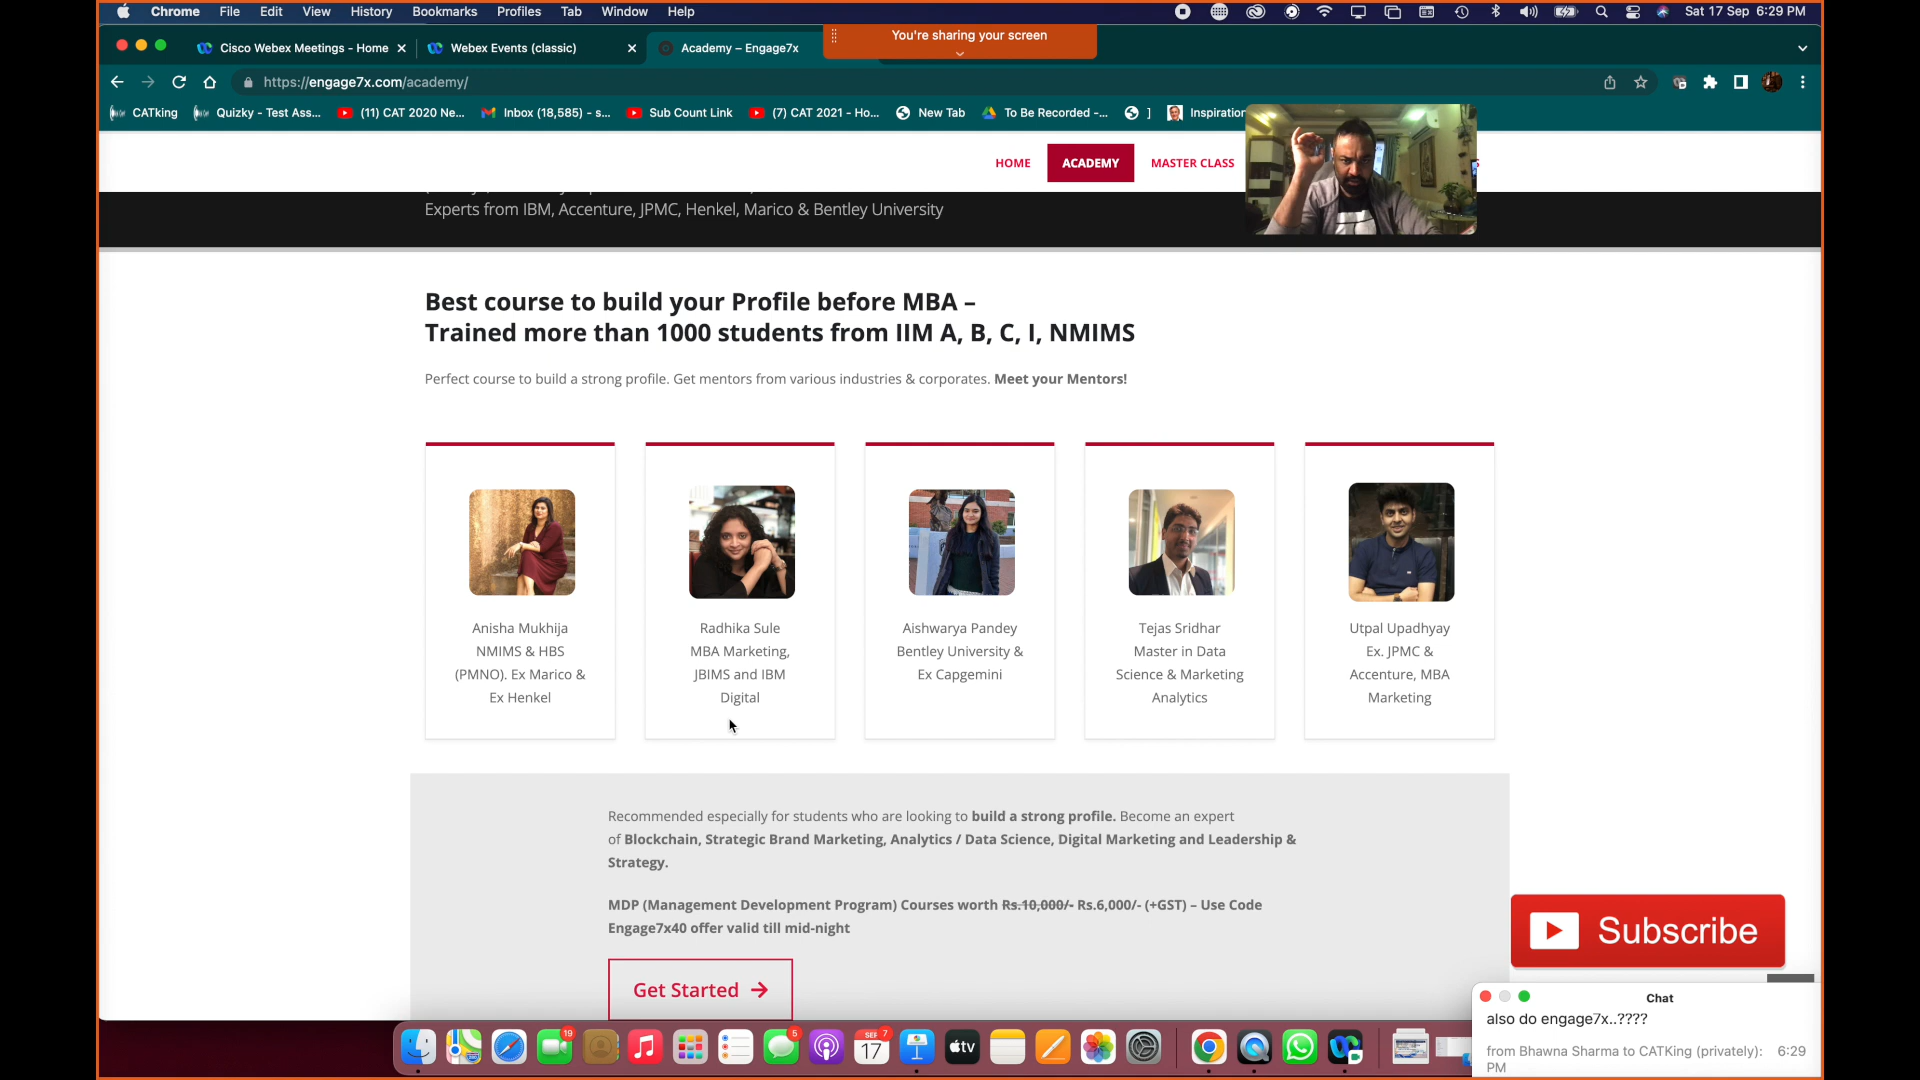 Chrome File Edit View History Bookmarks Profiles Tab Window Help
Sat 17 Sep 6:29 PM
You're sharing your screen
Cisco Webex Meetings - Home
Webex Events (classic)
Academy – Engage7x
https://engage7x.com/academy/
CATking
Quizky - Test Ass...
(11) CAT 2020 Ne...
Inbox (18,585) - s...
Sub Count Link
(7) CAT 2021 - Ho...
New Tab
To Be Recorded -...
]
Inspiration
HOME ACADEMY MASTER CLASS
Experts from IBM, Accenture, JPMC, Henkel, Marico & Bentley University
Best course to build your Profile before MBA –
Trained more than 1000 students from IIM A, B, C, I, NMIMS
Perfect course to build a strong profile. Get mentors from various industries & corporates. Meet your Mentors!
Anisha Mukhija
NMIMS & HBS
(PMNO). Ex Marico &
Ex Henkel
Radhika Sule
MBA Marketing,
JBIMS and IBM
Digital
Aishwarya Pandey
Bentley University &
Ex Capgemini
Tejas Sridhar
Master in Data
Science & Marketing
Analytics
Utpal Upadhyay
Ex. JPMC &
Accenture, MBA
Marketing
Recommended especially for students who are looking to build a strong profile. Become an expert
of Blockchain, Strategic Brand Marketing, Analytics / Data Science, Digital Marketing and Leadership &
Strategy.
MDP (Management Development Program) Courses worth Rs.10,000/- Rs.6,000/- (+GST) – Use Code
Engage7x40 offer valid till mid-night
Get Started →
Subscribe
Chat
also do engage7x..????
from Bhawna Sharma to CATKing (privately): 6:29
PM
19
5
SEP 7
17
tv